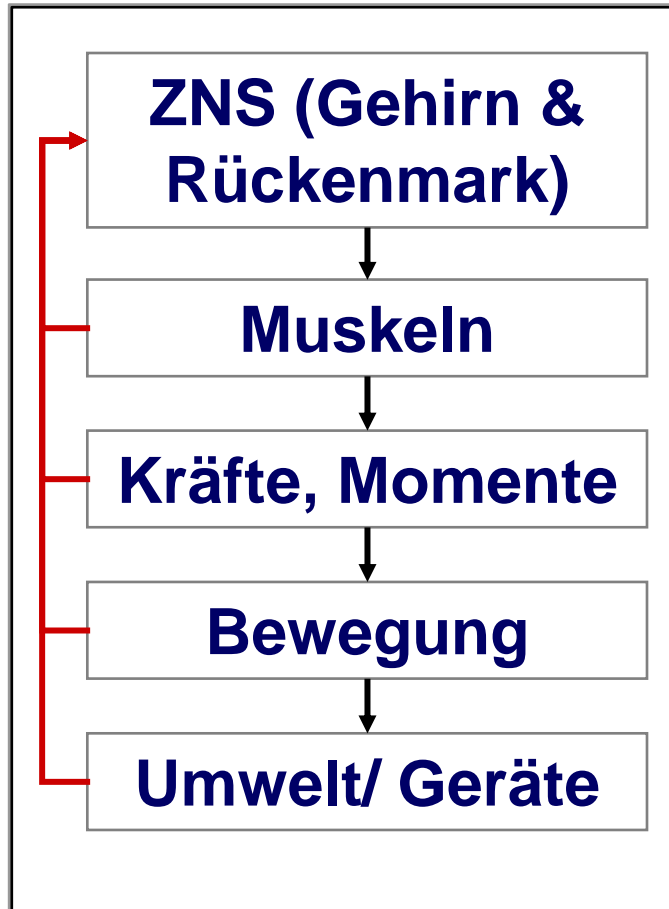 ZNS (Gehirn &
Rückenmark)
Muskeln
Kräfte, Momente
Bewegung
Umwelt/ Geräte